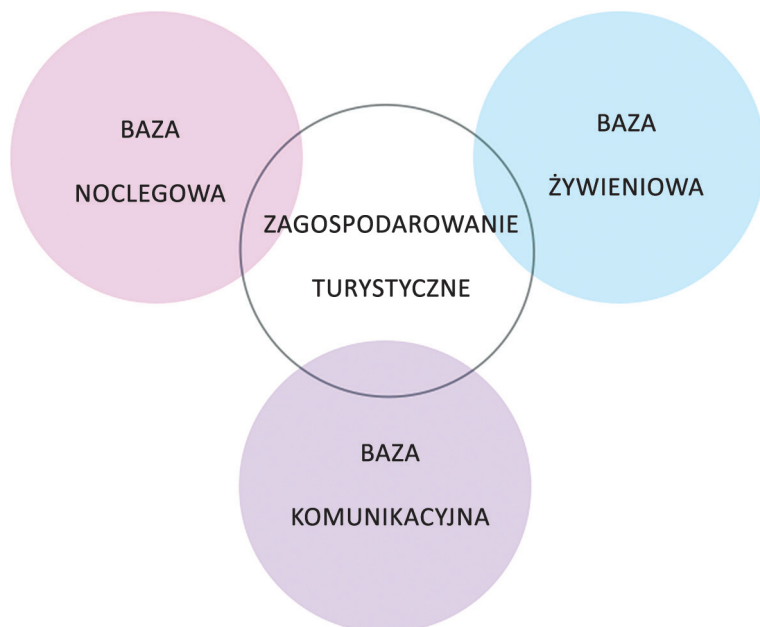 BAZA
NOCLEGOWA
BAZA
ŻYWIENIOWA
ZAGOSPODAROWANIE
TURYSTYCZNE
BAZA
KOMUNIKACYJNA